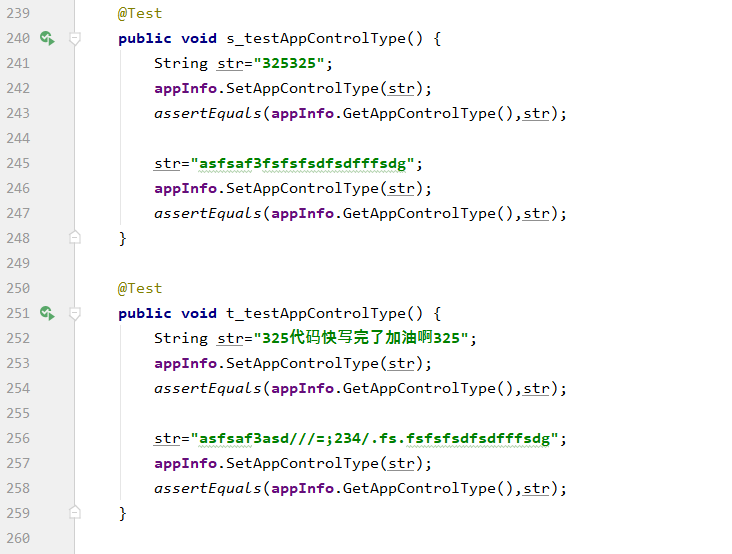 239 @Test
240 public void s_testAppControlType() {
241 String str="325325";
242 appInfo.SetAppControlType(str);
243 assertEquals(appInfo.GetAppControlType(),str);
244
245 str="asfsaf3fsfsfsdfsdfffsdg";
246 appInfo.SetAppControlType(str);
247 assertEquals(appInfo.GetAppControlType(),str);
248 }
249
250 @Test
251 public void t_testAppControlType() {
252 String str="325代码快写完了加油啊325";
253 appInfo.SetAppControlType(str);
254 assertEquals(appInfo.GetAppControlType(),str);
255
256 str="asfsaf3asd///=;234/.fs.fsfsfsdfsdfffsdg";
257 appInfo.SetAppControlType(str);
258 assertEquals(appInfo.GetAppControlType(),str);
259 }
260